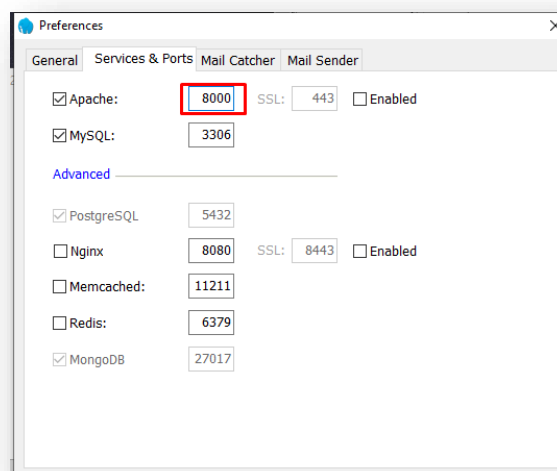 Preferences
General Services & Ports Mail Catcher Mail Sender
Apache: 8000 SSL: 443 Enabled
MySQL: 3306
Advanced
PostgreSQL 5432
Nginx 8080 SSL: 8443 Enabled
Memcached: 11211
Redis: 6379
MongoDB 27017